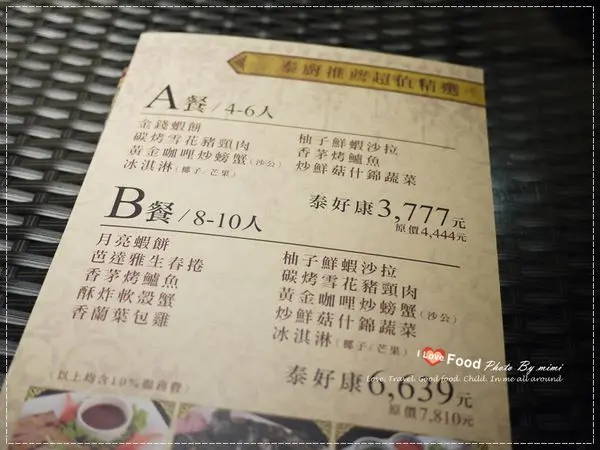 泰廚推薦超值精選
A餐/4-6人
金錢蝦餅
碳烤雪花豬頸肉
黃金咖哩炒螃蟹(沙公)
冰淇淋(椰子/芒果)
柚子鮮蝦沙拉
香茅烤鱸魚
炒鮮菇什錦蔬菜
泰好康3,777元
原價4,444元
B餐/8-10人
月亮蝦餅
芭達雅生春捲
香茅烤鱸魚
酥炸軟殼蟹
香蘭葉包雞
柚子鮮蝦沙拉
碳烤雪花豬頸肉
黃金咖哩炒螃蟹(沙公)
炒鮮菇什錦蔬菜
冰淇淋(椰子/芒果)
(以上均含10%服務費)
泰好康6,639元
原價7,810元
I Love Food Photo By mimi
Love. Travel. Good food. Child. In me all around